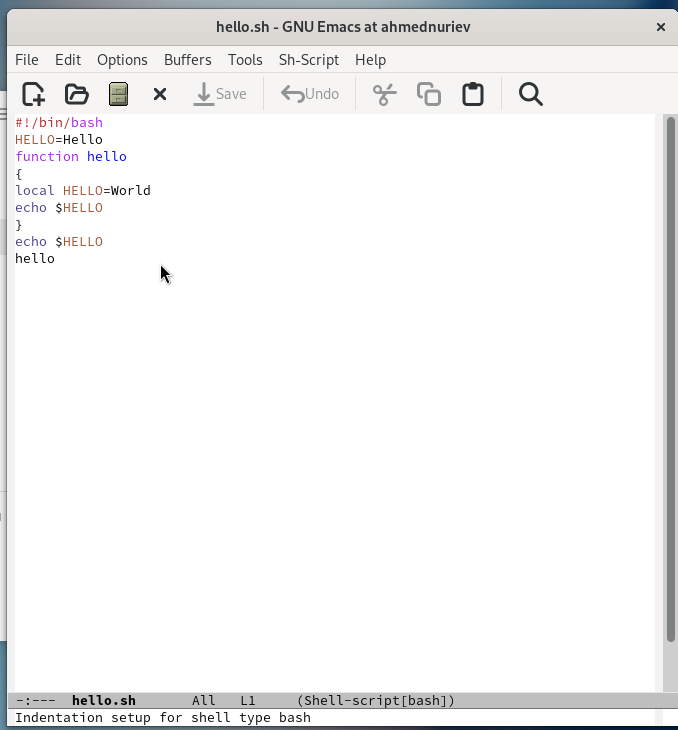 hello.sh - GNU Emacs at ahmednuriev
File Edit Options Buffers Tools Sh-Script Help
Save Undo
#!/bin/bash
HELLO=Hello
function hello
{
local HELLO=World
echo $HELLO
}
echo $HELLO
hello
-:--- hello.sh All L1 (Shell-script[bash])
Indentation setup for shell type bash